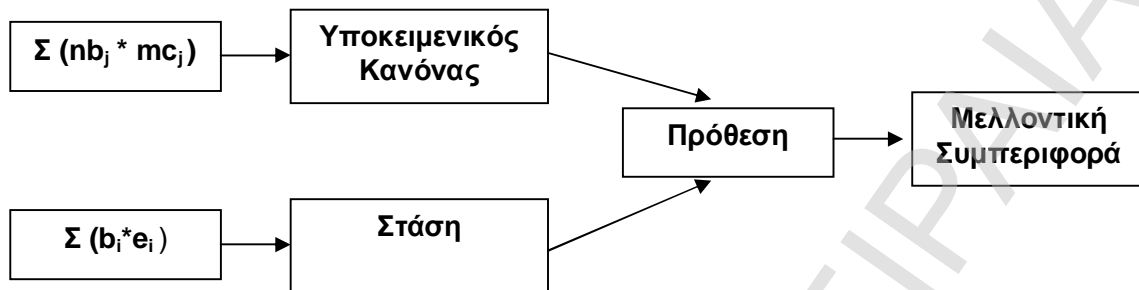 Σ (nbj * mcj)
Υποκειμενικός
Κανόνας
Πρόθεση
Μελλοντική
Συμπεριφορά
Σ (bi*ei )
Στάση